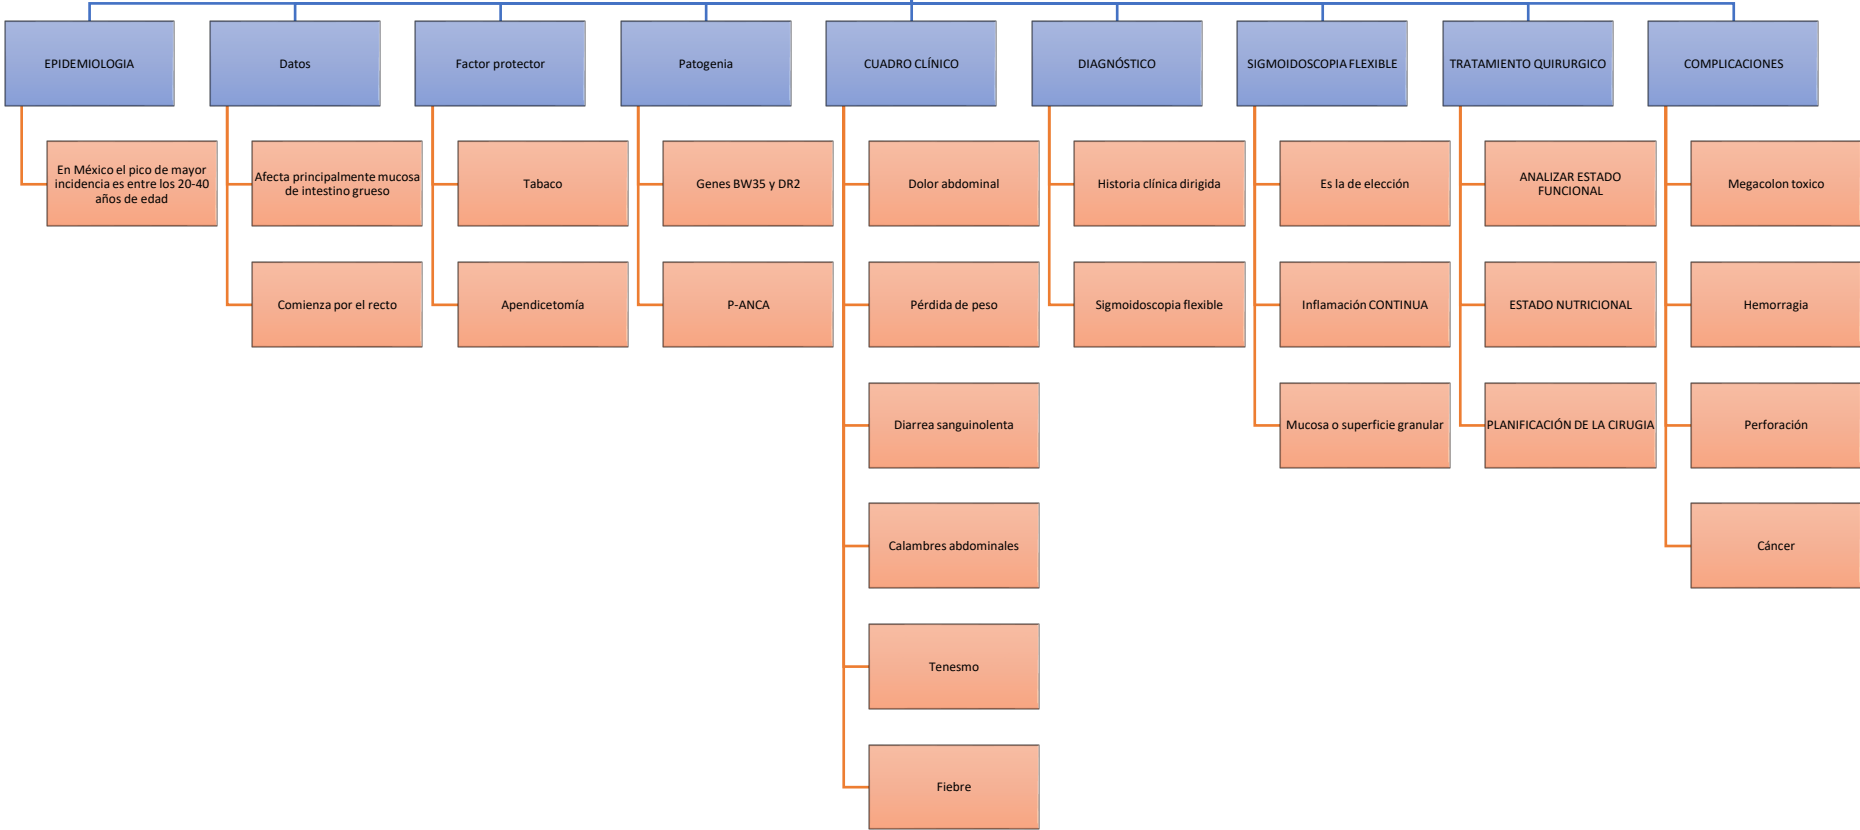 EPIDEMIOLOGIA
En México el pico de mayor
incidencia es entre los 20-40
años de edad
Datos
Afecta principalmente mucosa
de intestino grueso
Comienza por el recto
Factor protector
Tabaco
Apendicetomía
Patogenia
Genes BW35 y DR2
P-ANCA
CUADRO CLÍNICO
Dolor abdominal
Pérdida de peso
Diarrea sanguinolenta
Calambres abdominales
Tenesmo
Fiebre
DIAGNÓSTICO
Historia clínica dirigida
Sigmoidoscopia flexible
SIGMOIDOSCOPIA FLEXIBLE
Es la de elección
Inflamación CONTINUA
Mucosa o superficie granular
TRATAMIENTO QUIRURGICO
ANALIZAR ESTADO
FUNCIONAL
ESTADO NUTRICIONAL
PLANIFICACIÓN DE LA CIRUGIA
COMPLICACIONES
Megacolon toxico
Hemorragia
Perforación
Cáncer